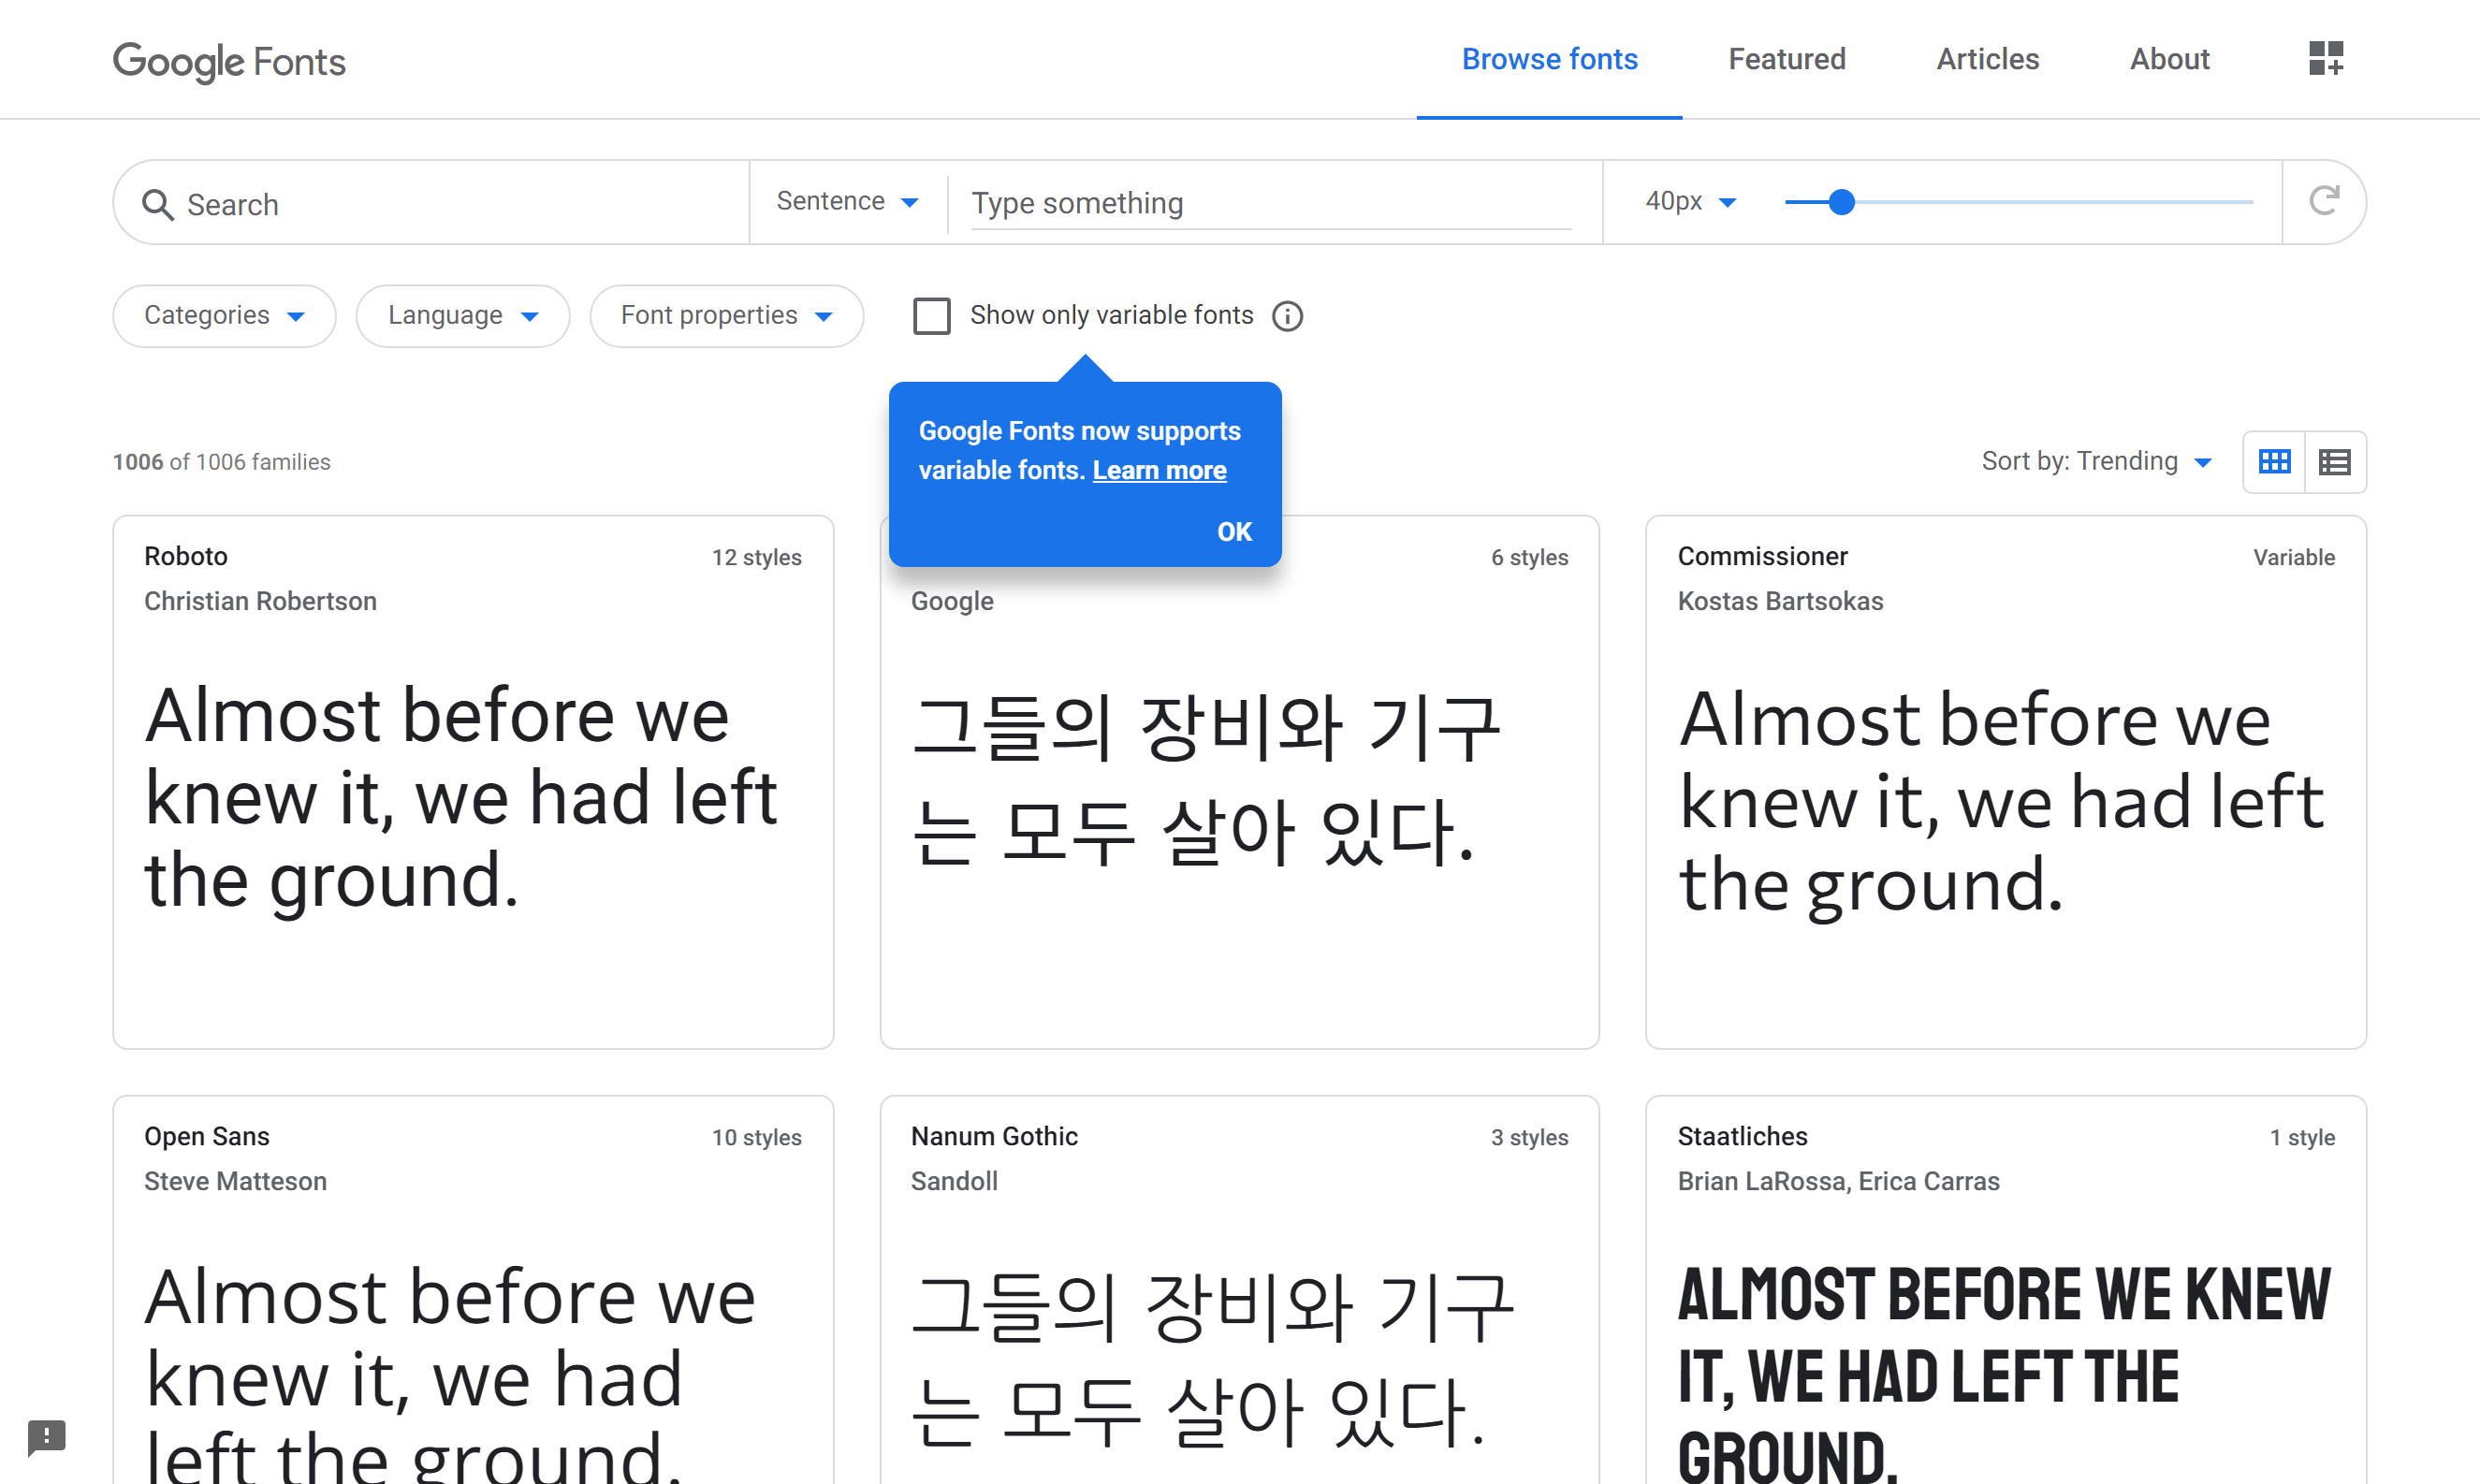 Google Fonts
Browse fonts
Featured
Articles
About
Search
Sentence
Type something
40px
Categories
Language
Font properties
Show only variable fonts
Google Fonts now supports
variable fonts. Learn more
OK
1006 of 1006 families
Sort by: Trending
Roboto
12 styles
Christian Robertson
Almost before we
knew it, we had left
the ground.
6 styles
Google
그들의 장비와 기구
는 모두 살아 있다.
Commissioner
Variable
Kostas Bartsokas
Almost before we
knew it, we had left
the ground.
Open Sans
10 styles
Steve Matteson
Almost before we
knew it, we had
left the ground.
Nanum Gothic
3 styles
Sandoll
그들의 장비와 기구
는 모두 살아 있다.
Staatliches
1 style
Brian LaRossa, Erica Carras
ALMOST BEFORE WE KNEW
IT, WE HAD LEFT THE
GROUND.